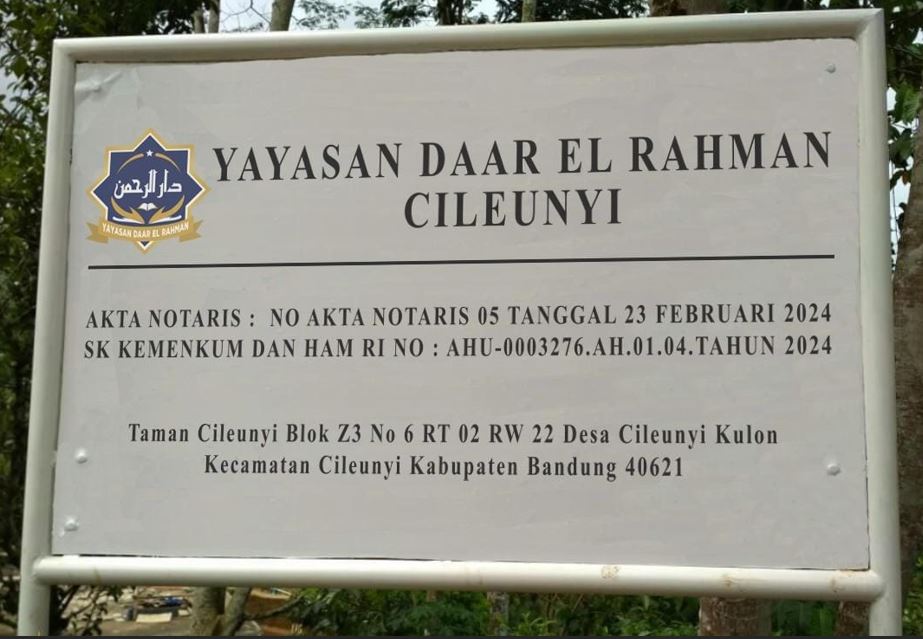 YAYASAN DAAR EL RAHMAN
CILEUNYI
دار الرحمن
YAYASAN DAAR EL RAHMAN
AKTA NOTARIS : NO AKTA NOTARIS 05 TANGGAL 23 FEBRUARI 2024
SK KEMENKUM DAN HAM RI NO : AHU-0003276.AH.01.04.TAHUN 2024
Taman Cileunyi Blok Z3 No 6 RT 02 RW 22 Desa Cileunyi Kulon
Kecamatan Cileunyi Kabupaten Bandung 40621